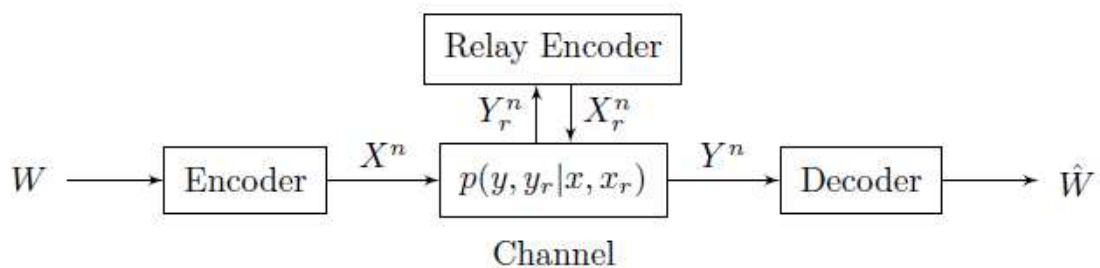 Relay Encoder
Y_r^n X_r^n
W Encoder X^n p(y, y_r|x, x_r) Y^n Decoder Ŵ
Channel